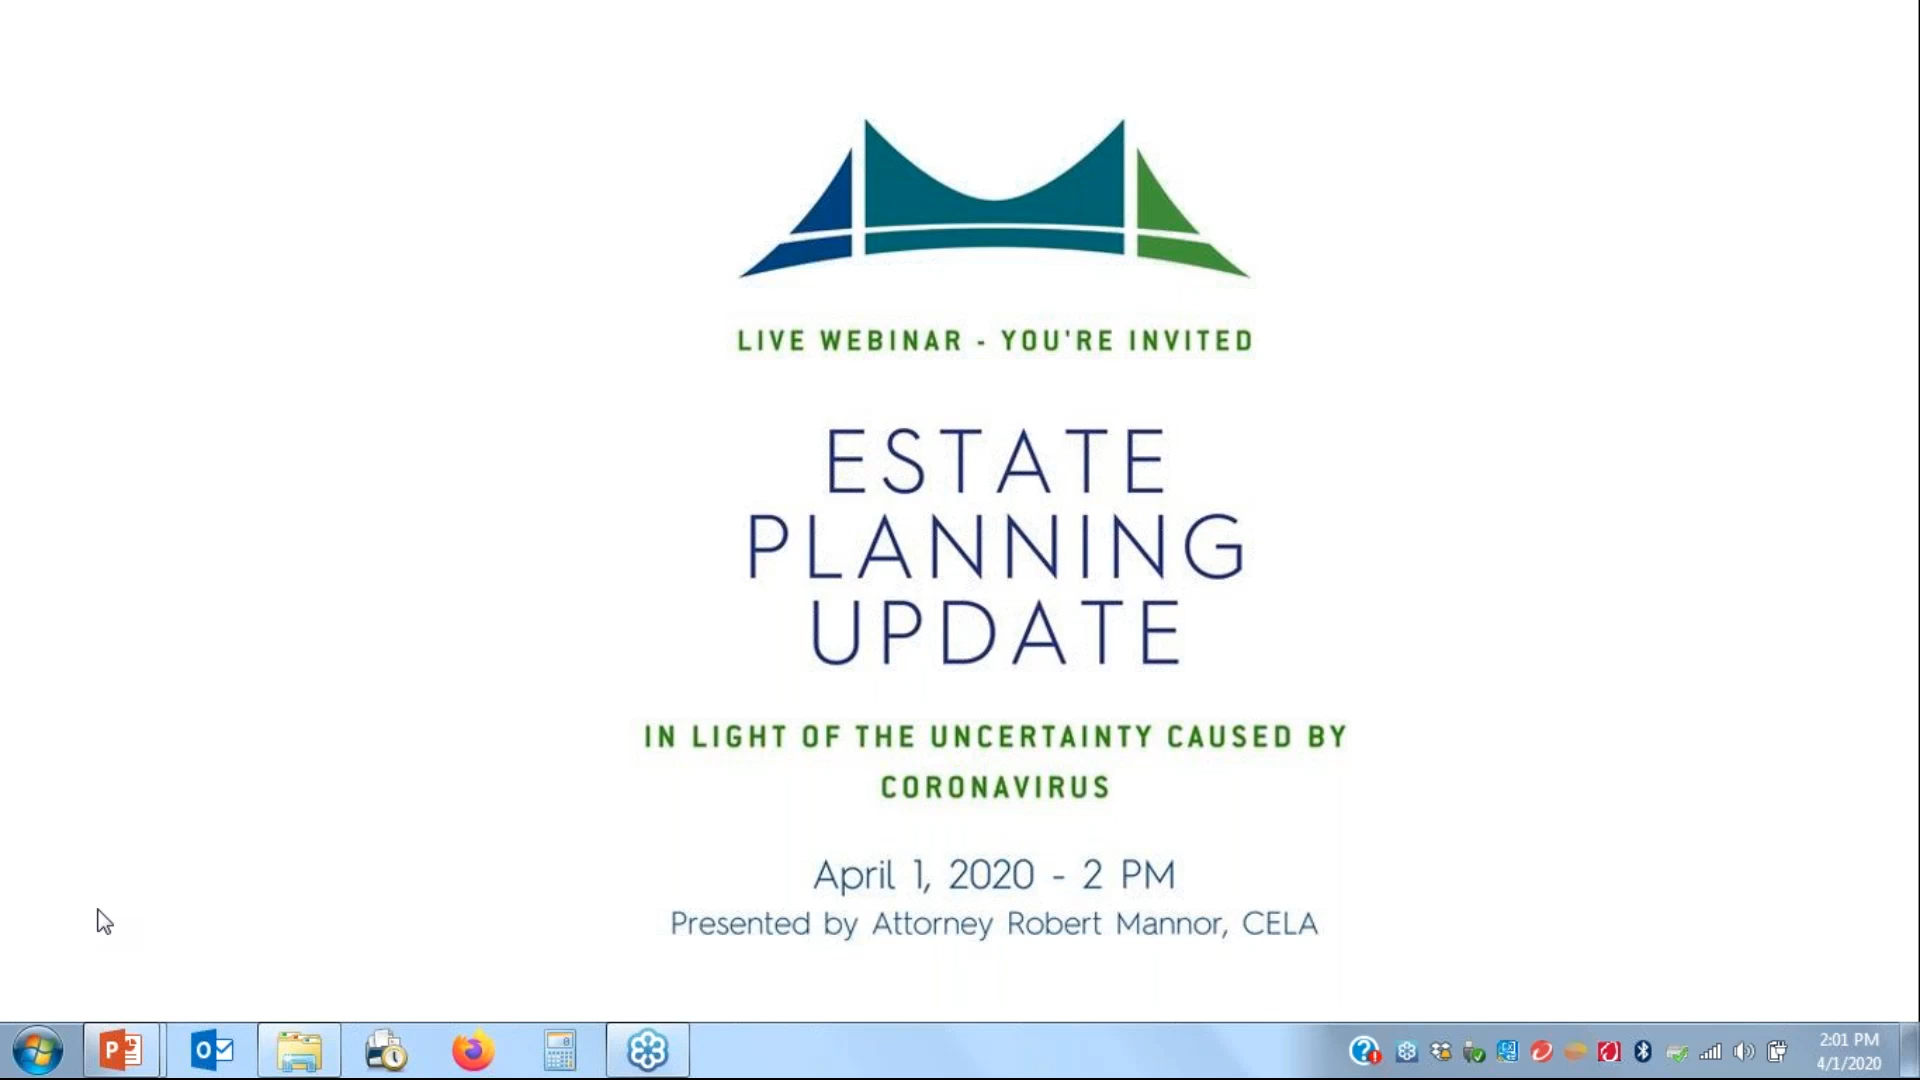 LIVE WEBINAR - YOU'RE INVITED
ESTATE
PLANNING
UPDATE
IN LIGHT OF THE UNCERTAINTY CAUSED BY
CORONAVIRUS
April 1, 2020 - 2 PM
Presented by Attorney Robert Mannor, CELA
2:01 PM
4/1/2020